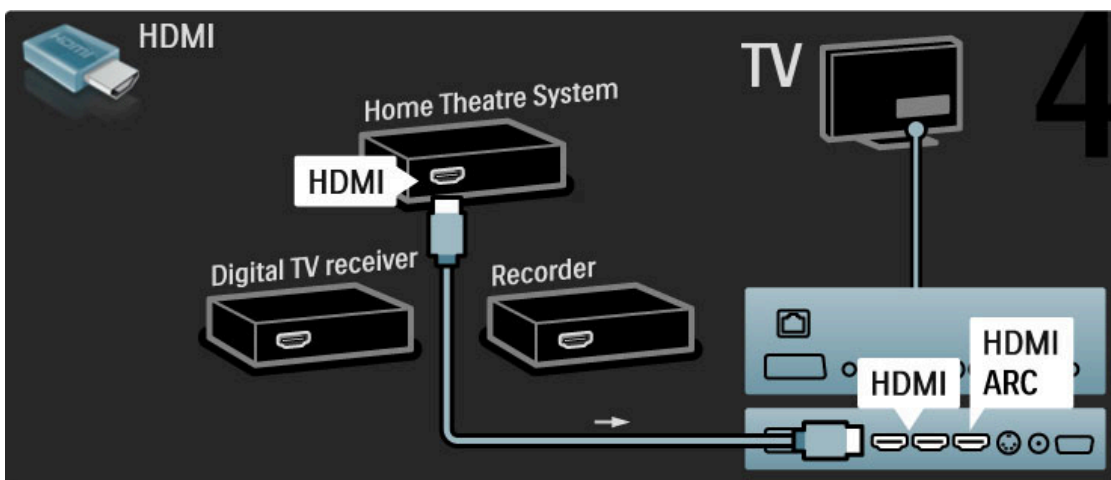 HDMI
TV
4
Home Theatre System
HDMI
Digital TV receiver
Recorder
HDMI
ARC
HDMI